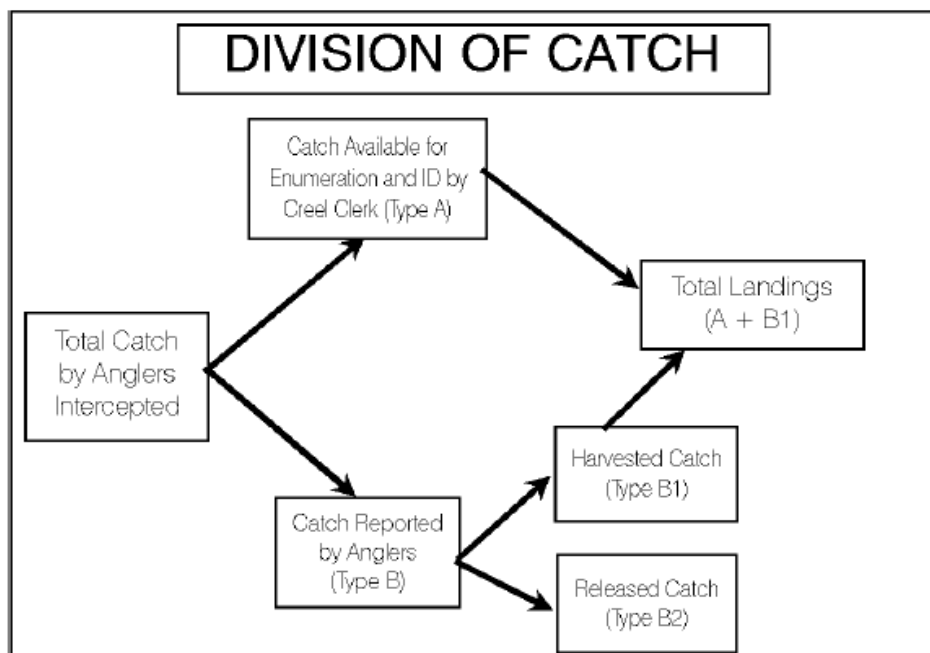 DIVISION OF CATCH
Catch Available for
Enumeration and ID by
Creel Clerk (Type A)
Total Landings
(A + B1)
Total Catch
by Anglers
Intercepted
Harvested Catch
(Type B1)
Catch Reported
by Anglers
(Type B)
Released Catch
(Type B2)